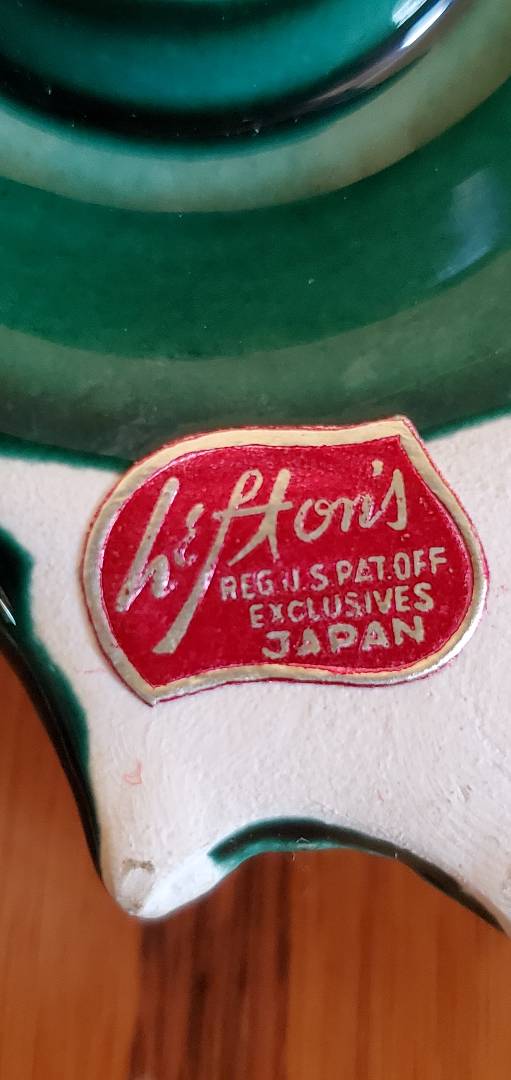 Lefton's
REG. U.S. PAT. OFF.
EXCLUSIVES
JAPAN